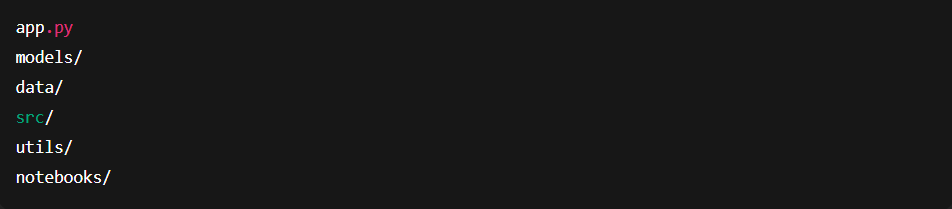 app.py
models/
data/
src/
utils/
notebooks/